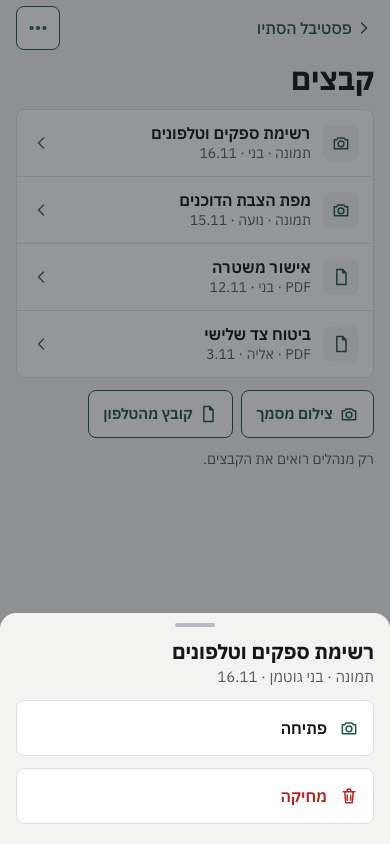 פסטיבל הסתיו
קבצים
רשימת ספקים וטלפונים
תמונה · בני · 16.11
מפת הצבת הדוכנים
תמונה · נועה · 15.11
אישור משטרה
PDF · בני · 12.11
ביטוח צד שלישי
PDF · אליה · 3.11
צילום מסמך
קובץ מהטלפון
רק מנהלים רואים את הקבצים.
רשימת ספקים וטלפונים
תמונה · בני גוטמן · 16.11
פתיחה
מחיקה